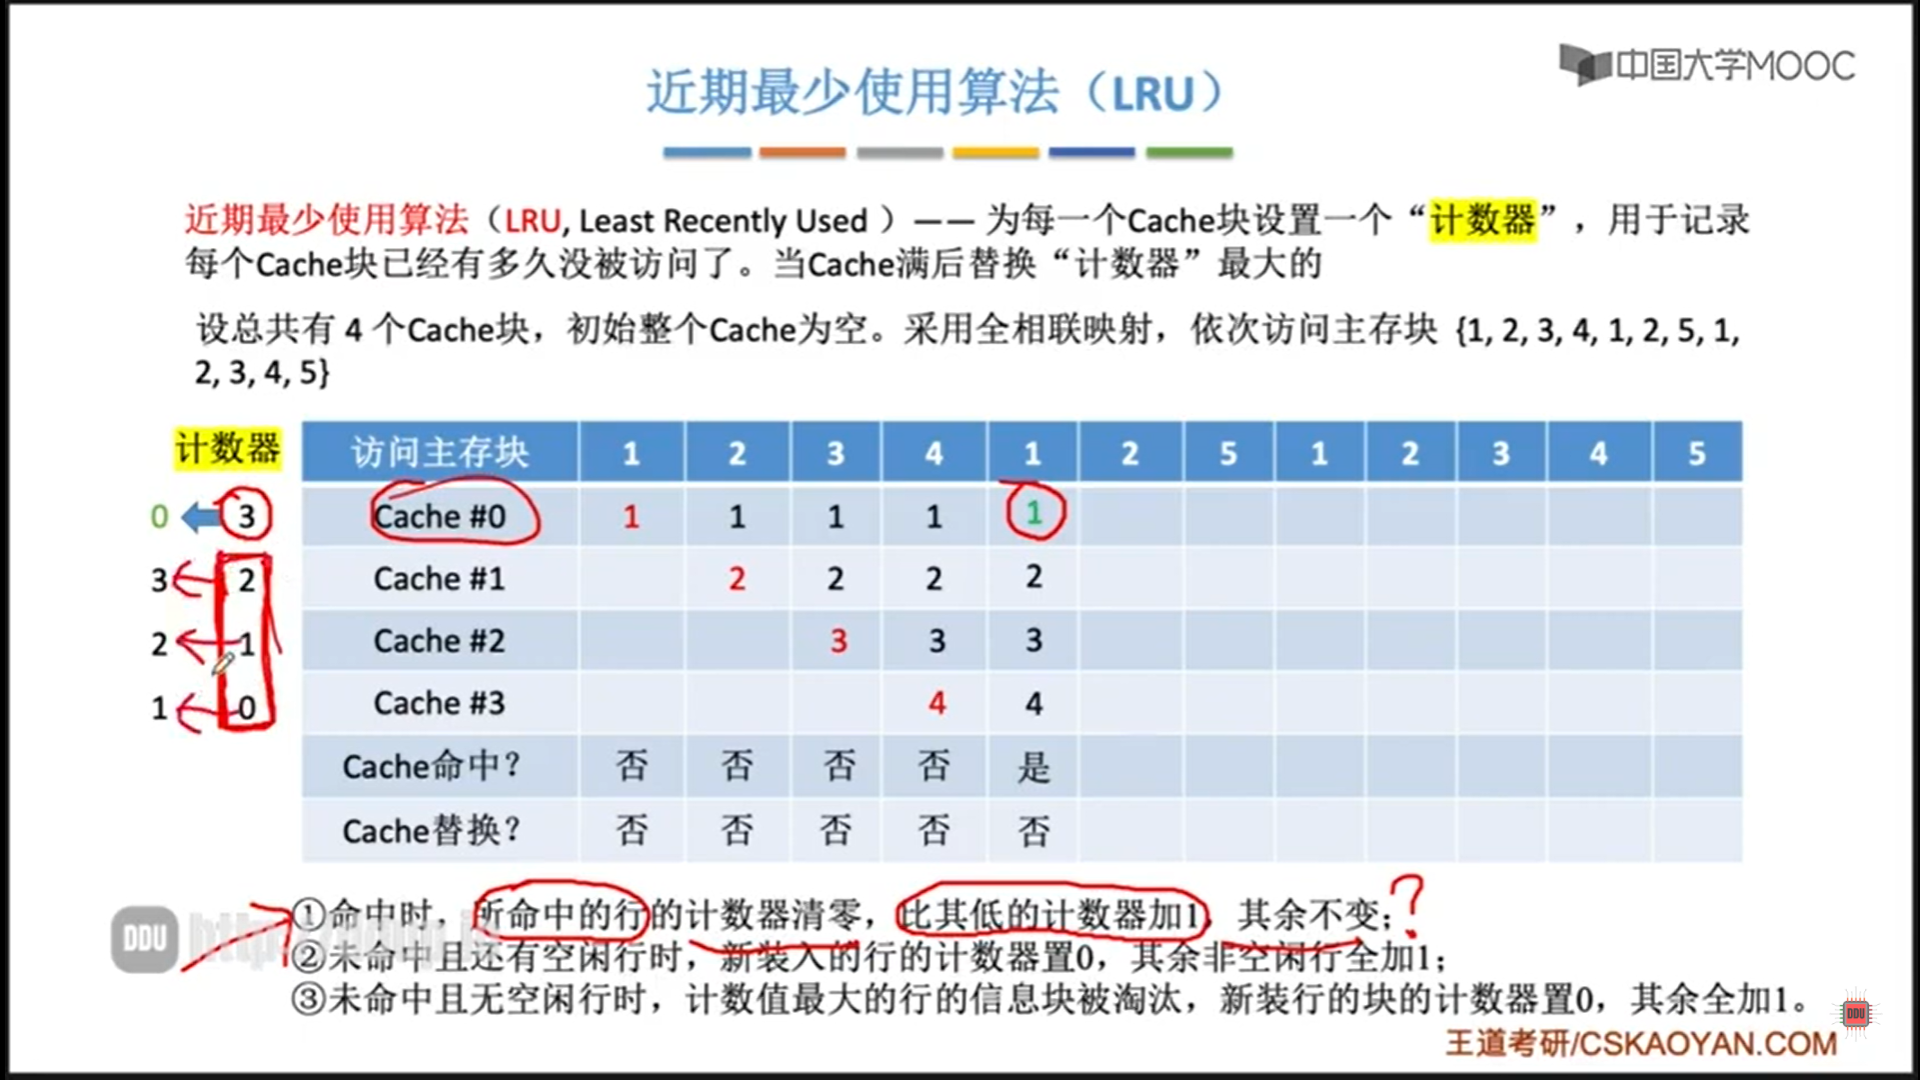 中国大学MOOC
近期最少使用算法（LRU）
近期最少使用算法（LRU, Least Recently Used ）—— 为每一个Cache块设置一个“计数器”，用于记录
每个Cache块已经有多久没被访问了。当Cache满后替换“计数器”最大的
设总共有 4 个Cache块，初始整个Cache为空。采用全相联映射，依次访问主存块 {1, 2, 3, 4, 1, 2, 5, 1,
2, 3, 4, 5}
计数器 访问主存块 1 2 3 4 1 2 5 1 2 3 4 5
0 3 Cache #0 1 1 1 1 1
3 2 Cache #1 2 2 2 2
2 1 Cache #2 3 3 3
1 0 Cache #3 4 4
Cache命中? 否 否 否 否 是
Cache替换? 否 否 否 否 否
①命中时，所命中的行的计数器清零，比其低的计数器加1，其余不变; ?
②未命中且还有空闲行时，新装入的行的计数器置0，其余非空闲行全加1;
③未命中且无空闲行时，计数值最大的行的信息块被淘汰，新装行的块的计数器置0，其余全加1。
DDU
DDU
王道考研/CSKAOYAN.COM